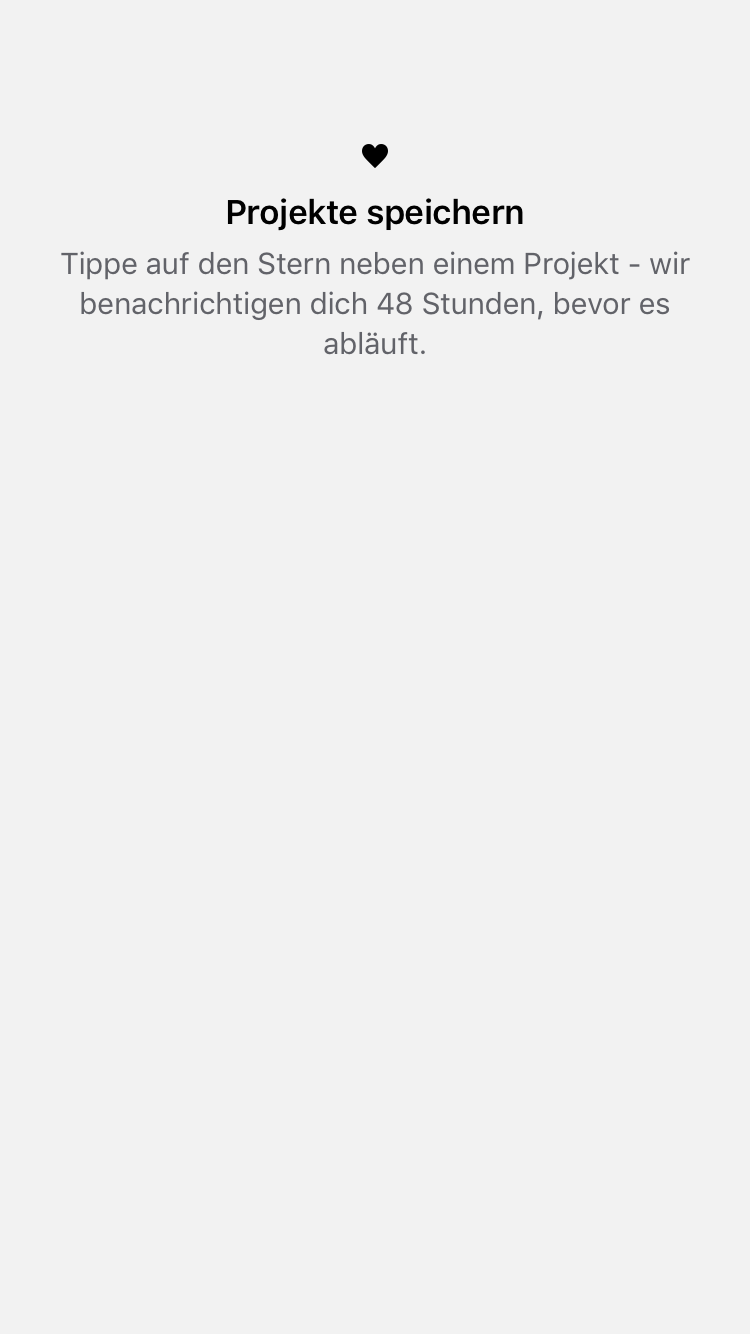 Projekte speichern
Tippe auf den Stern neben einem Projekt - wir
benachrichtigen dich 48 Stunden, bevor es
abläuft.